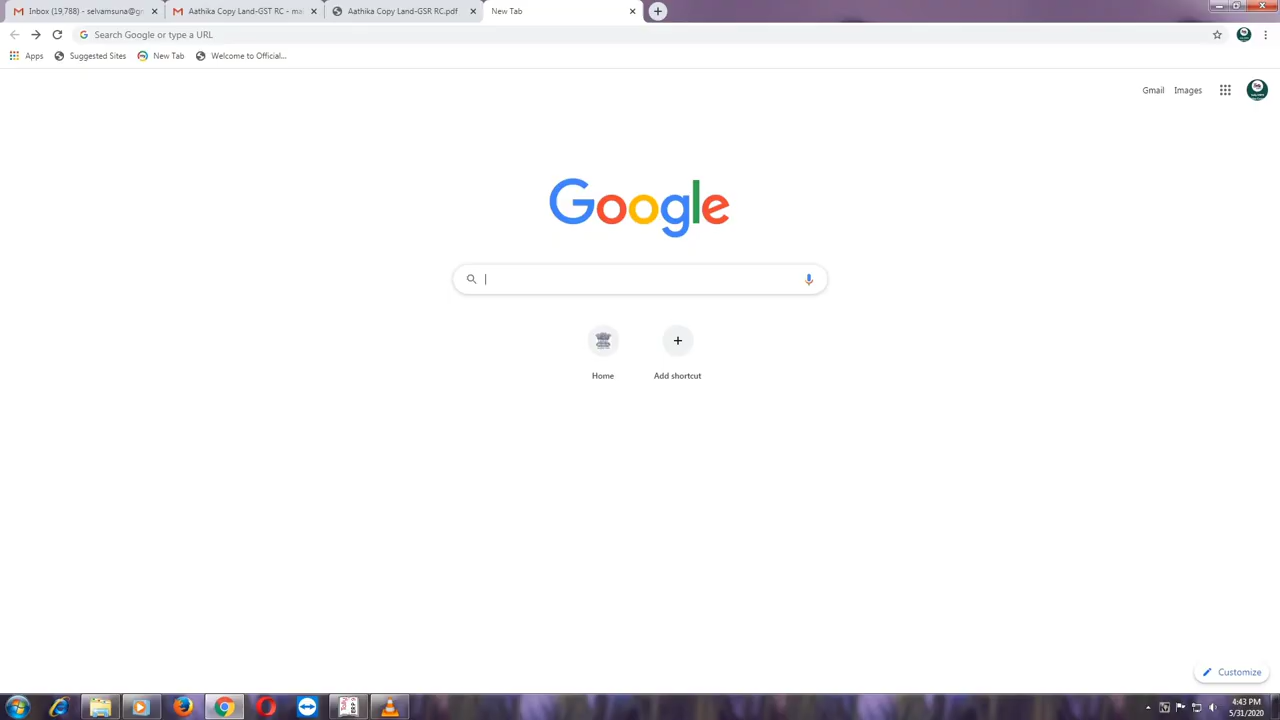 Inbox (19,788) - selvamsuna@g
Aathika Copy Land-GST RC - ma
Aathika Copy Land-GSR RC.pdf
New Tab
Search Google or type a URL
Apps
Suggested Sites
New Tab
Welcome to Official...
Gmail
Images
Google
Home
Add shortcut
Customize
4:43 PM
5/31/2020